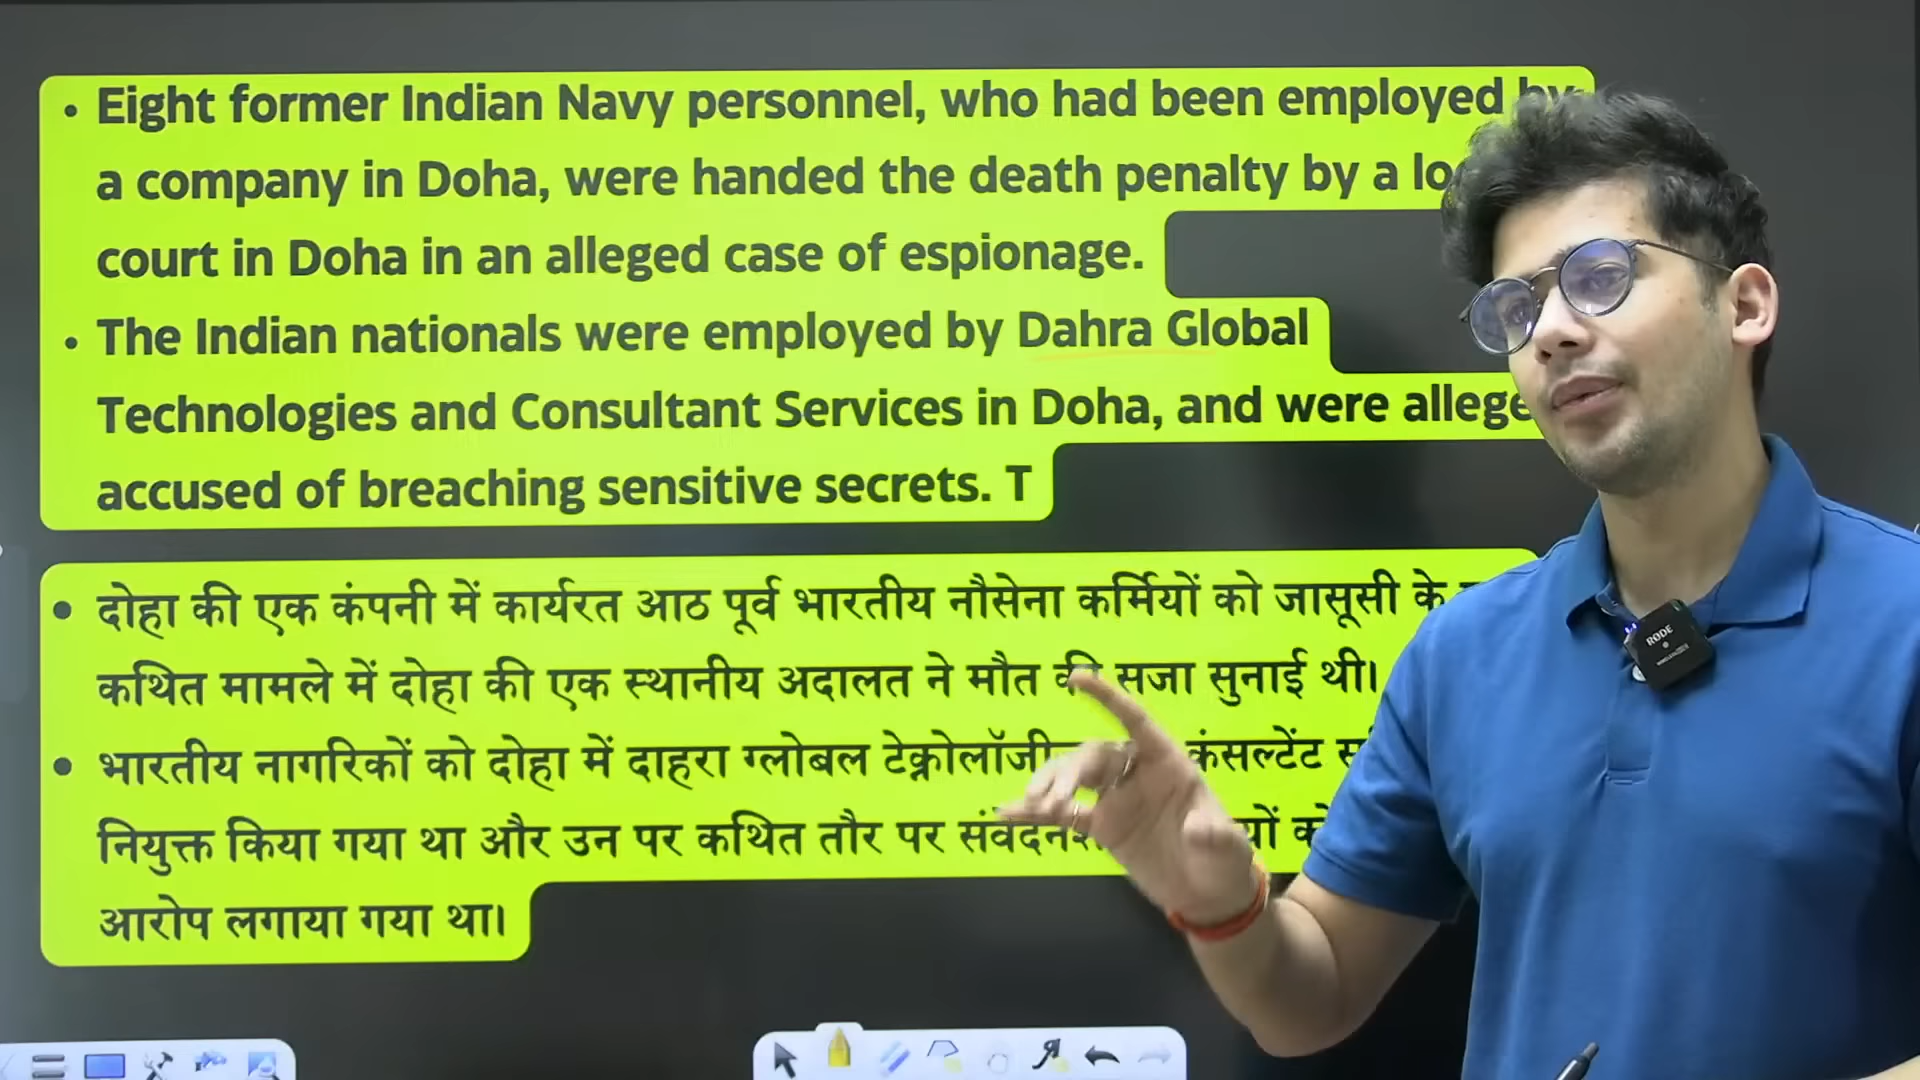 • Eight former Indian Navy personnel, who had been employed by
a company in Doha, were handed the death penalty by a
court in Doha in an alleged case of espionage.
• The Indian nationals were employed by Dahra Global
Technologies and Consultant Services in Doha, and were
accused of breaching sensitive secrets. T
• दोहा की एक कंपनी में कार्यरत आठ पूर्व भारतीय नौसेना कर्मियों को जासूसी के
कथित मामले में दोहा की एक स्थानीय अदालत ने मौत की सजा सुनाई थी।
• भारतीय नागरिकों को दोहा में दाहरा ग्लोबल कंसल्टेंट
नियुक्त किया गया था और उन पर कथित तौर पर
आरोप लगाया गया था।
RODE